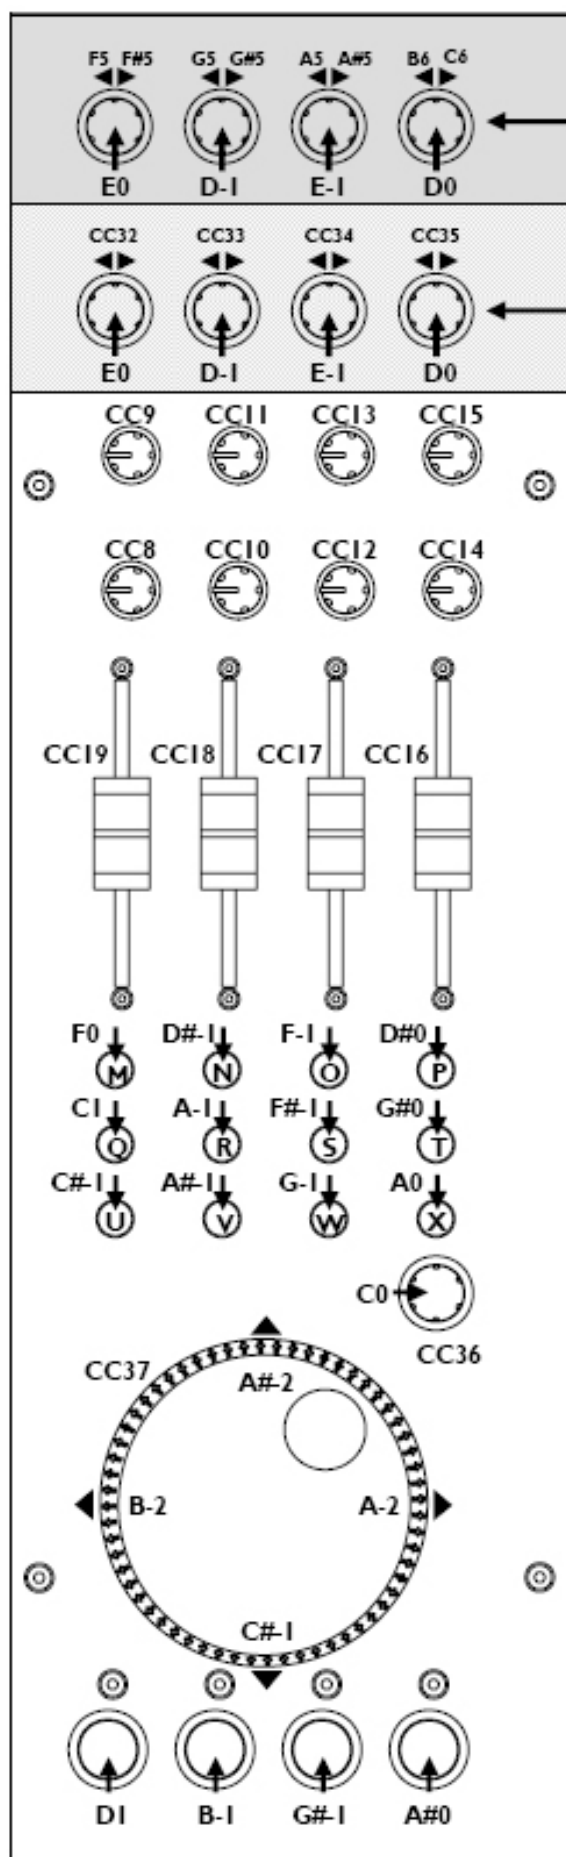 F5 F#5 G5 G#5 A5 A#5 B6 C6
E0 D-1 E-1 D0
CC32 CC33 CC34 CC35
E0 D-1 E-1 D0
CC9 CC11 CC13 CC15
CC8 CC10 CC12 CC14
CC19 CC18 CC17 CC16
F0 D#-1 F-1 D#0
M N O P
C1 A-1 F#-1 G#0
Q R S T
C#-1 A#-1 G-1 A0
U V W X
C0
CC36
CC37
A#-2
B-2 A-2
C#-1
D1 B-1 G#-1 A#0